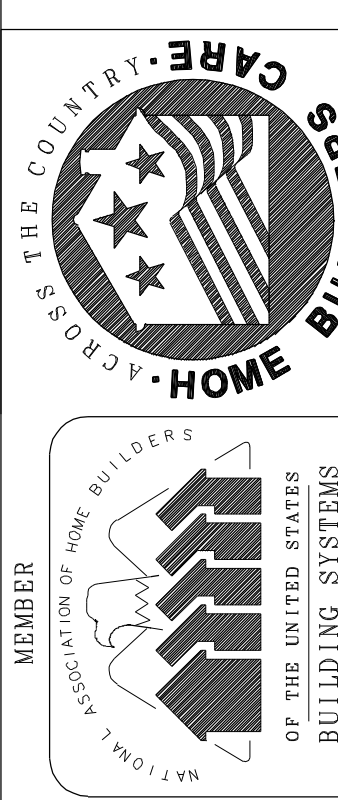 ·HOME
CARE·
ACROSS THE COUNTRY
MEMBER
NATIONAL ASSOCIATION OF HOME BUILDERS
OF THE UNITED STATES
BUILDING SYSTEMS